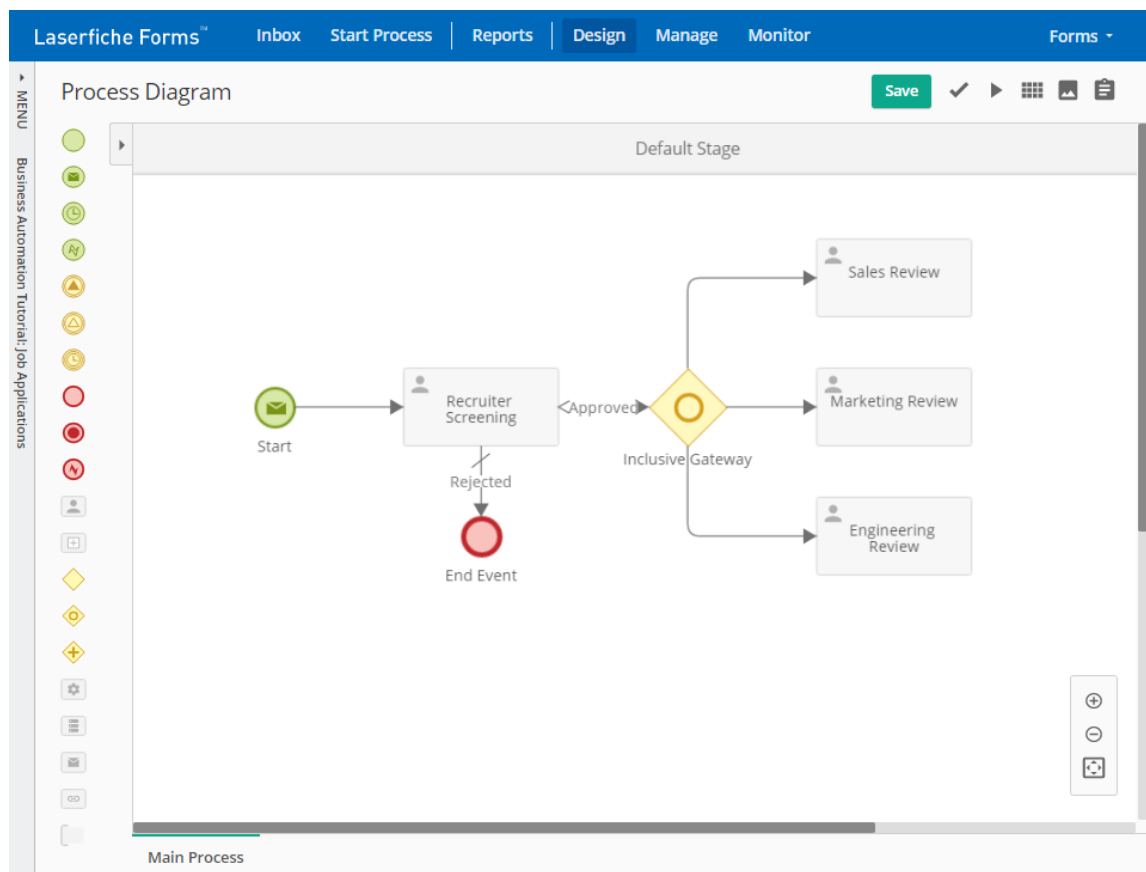 Laserfiche Forms™
Inbox
Start Process
Reports
Design
Manage
Monitor
Forms
MENU
Business Automation Tutorial: Job Applications
Process Diagram
Save
Default Stage
Sales Review
Recruiter
Screening
Approved
Marketing Review
Start
Inclusive Gateway
Rejected
Engineering
Review
End Event
Main Process